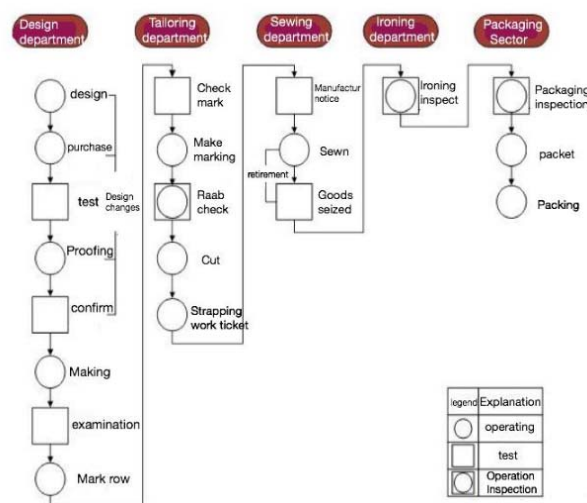 Design
department
design
purchase
test
Design
changes
Proofing
confirm
Making
examination
Mark row
Tailoring
department
Check
mark
Make
marking
Raab
check
Cut
Strapping
work ticket
Sewing
department
Manufactur
notice
Sewn
retirement
Goods
seized
Ironing
department
Ironing
inspect
Packaging
Sector
Packaging
inspection
packet
Packing
legend Explanation
operating
test
Operation
Inspection